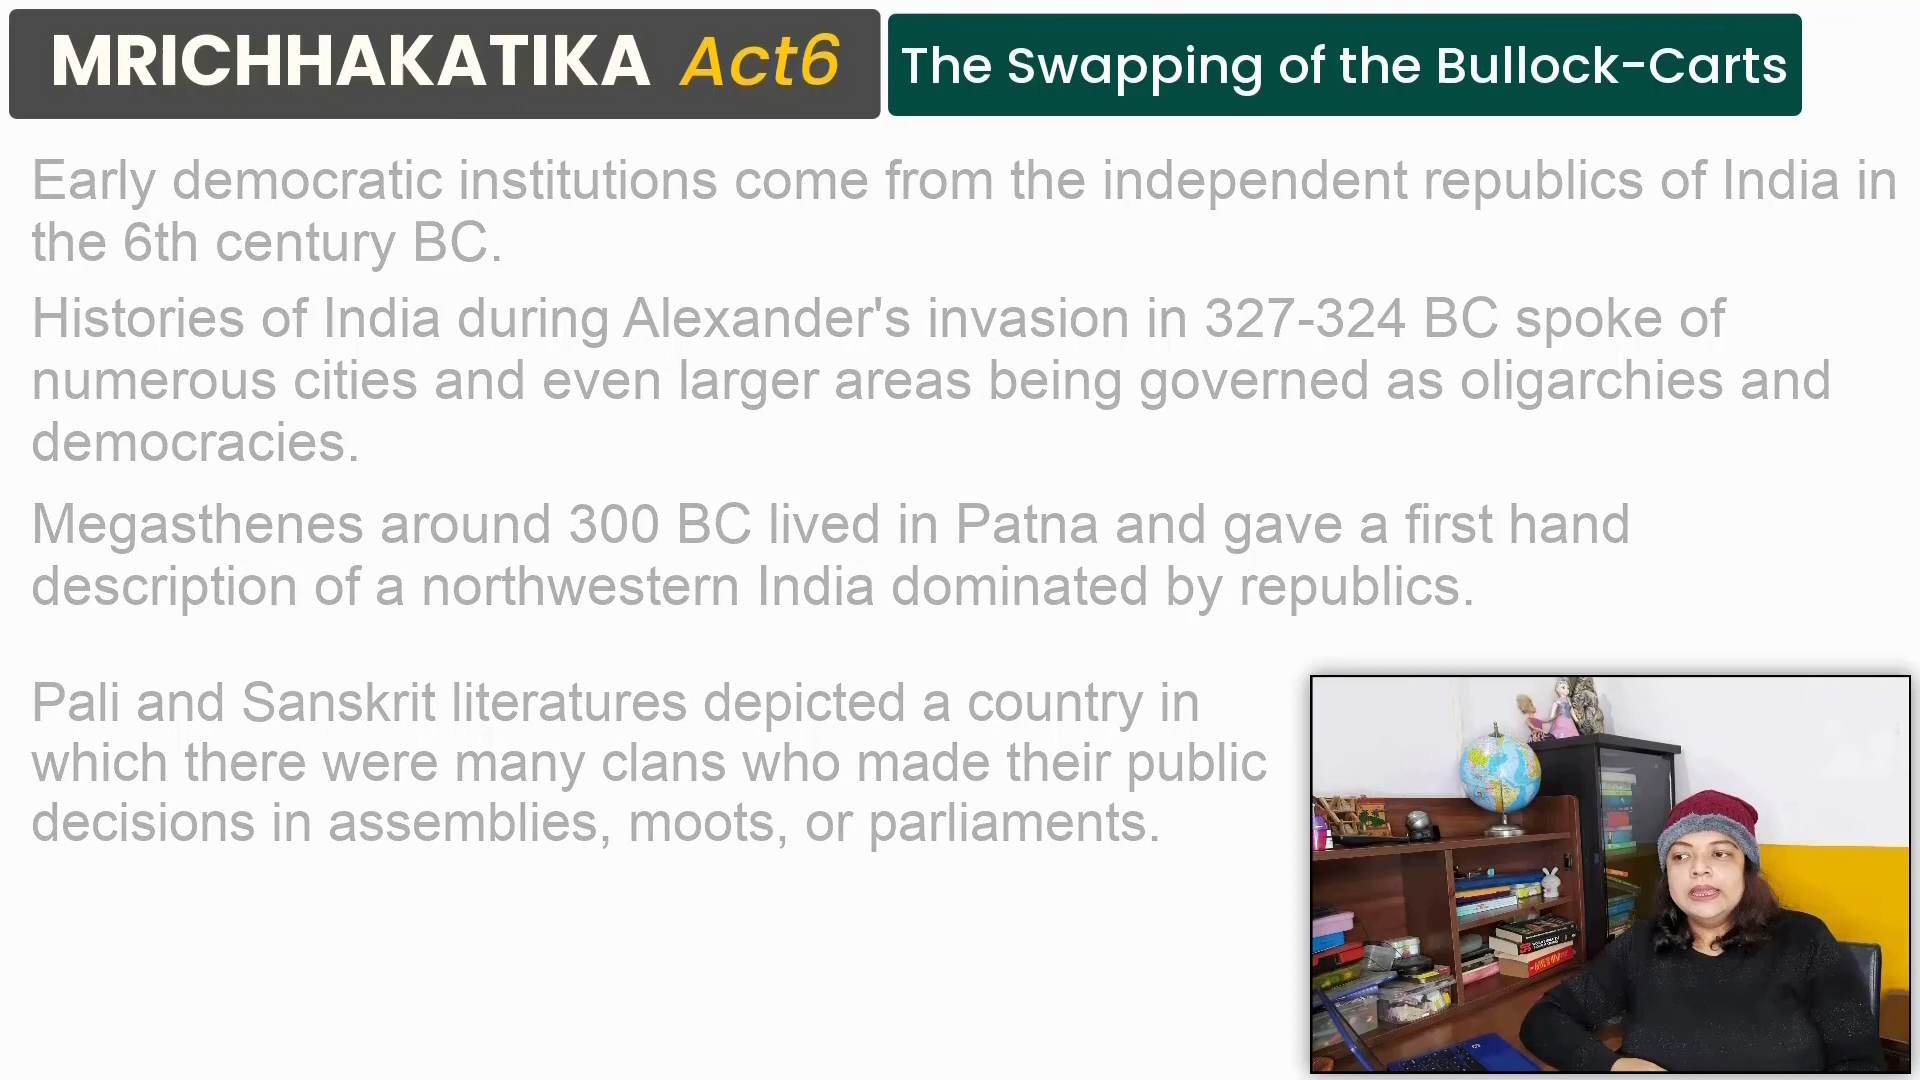 MRICHHAKATIKA Act6 The Swapping of the Bullock-Carts
Early democratic institutions come from the independent republics of India in
the 6th century BC.
Histories of India during Alexander's invasion in 327-324 BC spoke of
numerous cities and even larger areas being governed as oligarchies and
democracies.
Megasthenes around 300 BC lived in Patna and gave a first hand
description of a northwestern India dominated by republics.
Pali and Sanskrit literatures depicted a country in
which there were many clans who made their public
decisions in assemblies, moots, or parliaments.